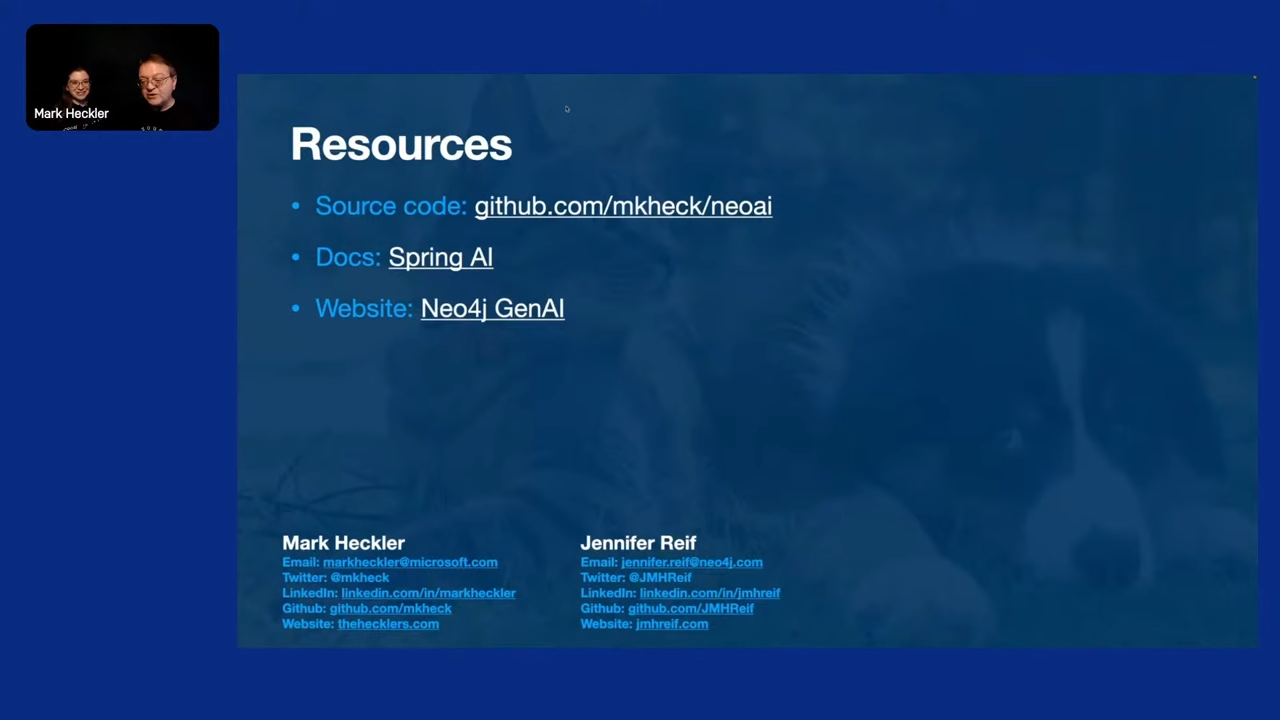 Mark Heckler
Resources
• Source code: github.com/mkheck/neoai
• Docs: Spring AI
• Website: Neo4j GenAI
Mark Heckler
Email: markheckler@microsoft.com
Twitter: @mkheck
LinkedIn: linkedin.com/in/markheckler
Github: github.com/mkheck
Website: thehecklers.com
Jennifer Reif
Email: jennifer.reif@neo4j.com
Twitter: @JMHReif
LinkedIn: linkedin.com/in/jmhreif
Github: github.com/JMHReif
Website: jmhreif.com